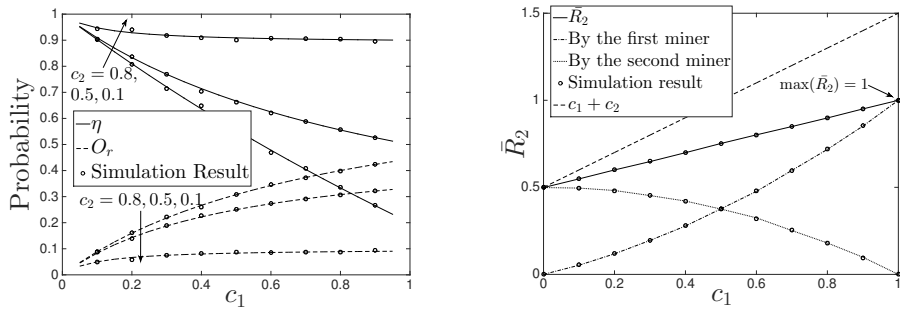 Probability
1
0.9
0.8
0.7
0.6
0.5
0.4
0.3
0.2
0.1
0
c₂ = 0.8,
0.5, 0.1
η
Oᵣ
Simulation Result
c₂ = 0.8, 0.5, 0.1
0 0.2 0.4 0.6 0.8 1
c₁
R̄₂
1.5
1.0
0.5
0
R̄₂
By the first miner
By the second miner
Simulation result
c₁ + c₂
max(R̄₂) = 1
0 0.2 0.4 0.6 0.8 1
c₁